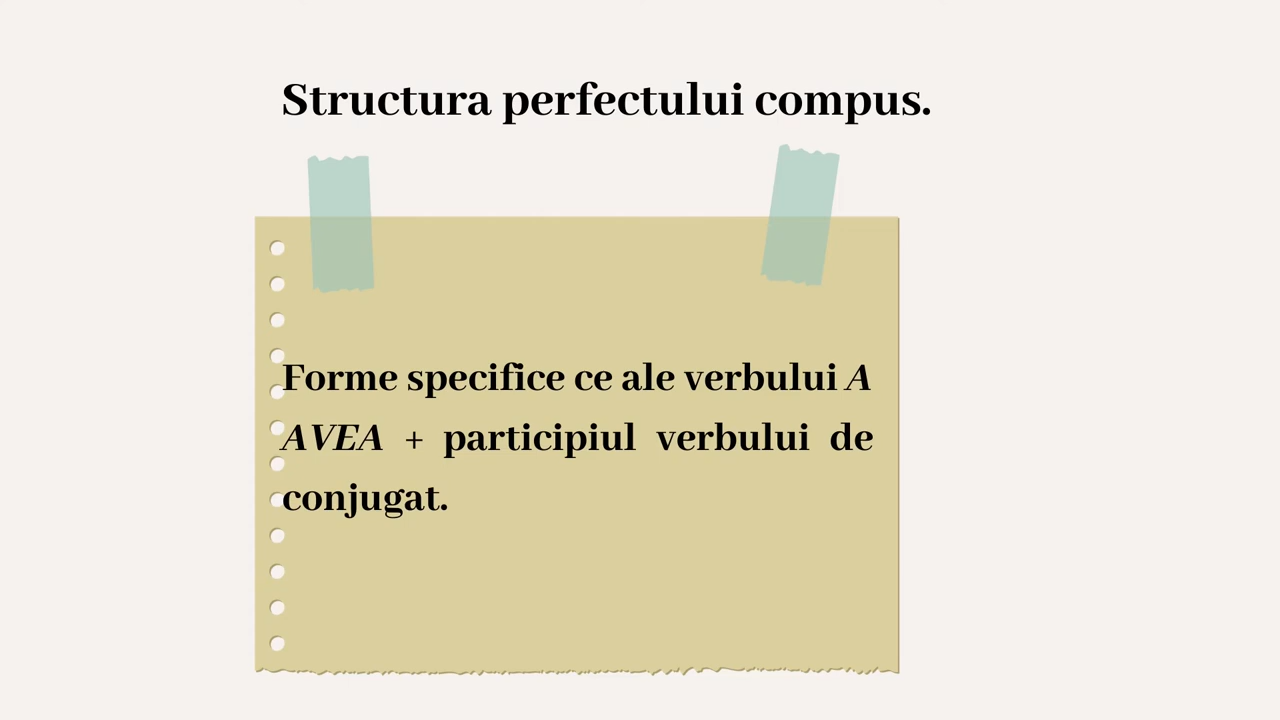 Structura perfectului compus.
Forme specifice ce ale verbului A
AVEA + participiul verbului de
conjugat.